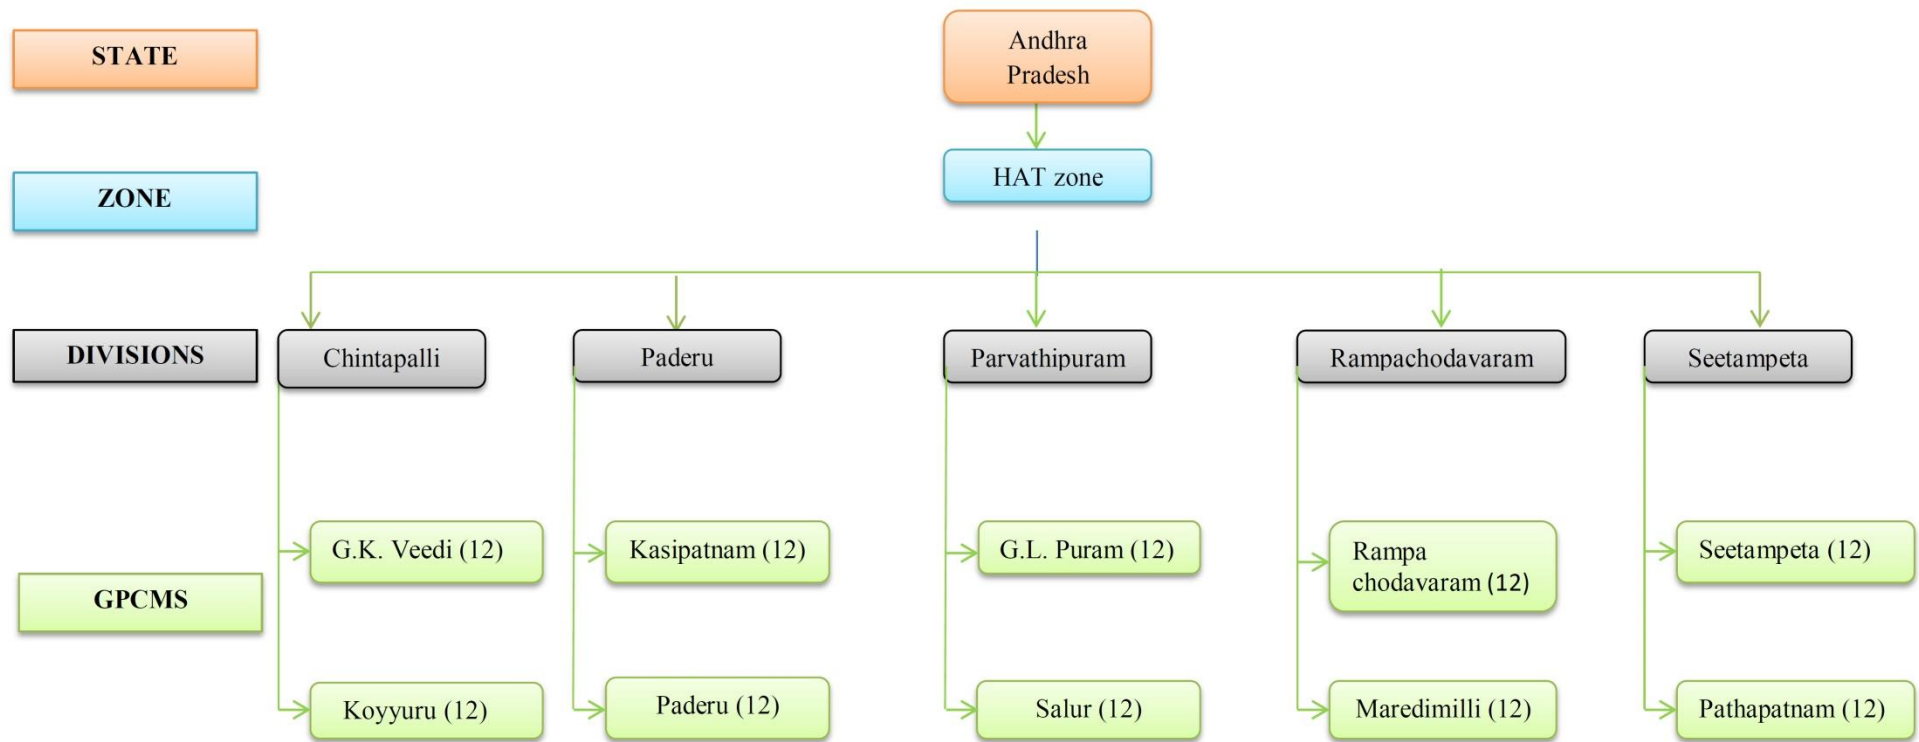 STATE
Andhra
Pradesh
ZONE
HAT zone
DIVISIONS
Chintapalli
Paderu
Parvathipuram
Rampachodavaram
Seetampeta
GPCMS
G.K. Veedi (12)
Kasipatnam (12)
G.L. Puram (12)
Rampa
chodavaram (12)
Seetampeta (12)
Koyyuru (12)
Paderu (12)
Salur (12)
Maredimilli (12)
Pathapatnam (12)